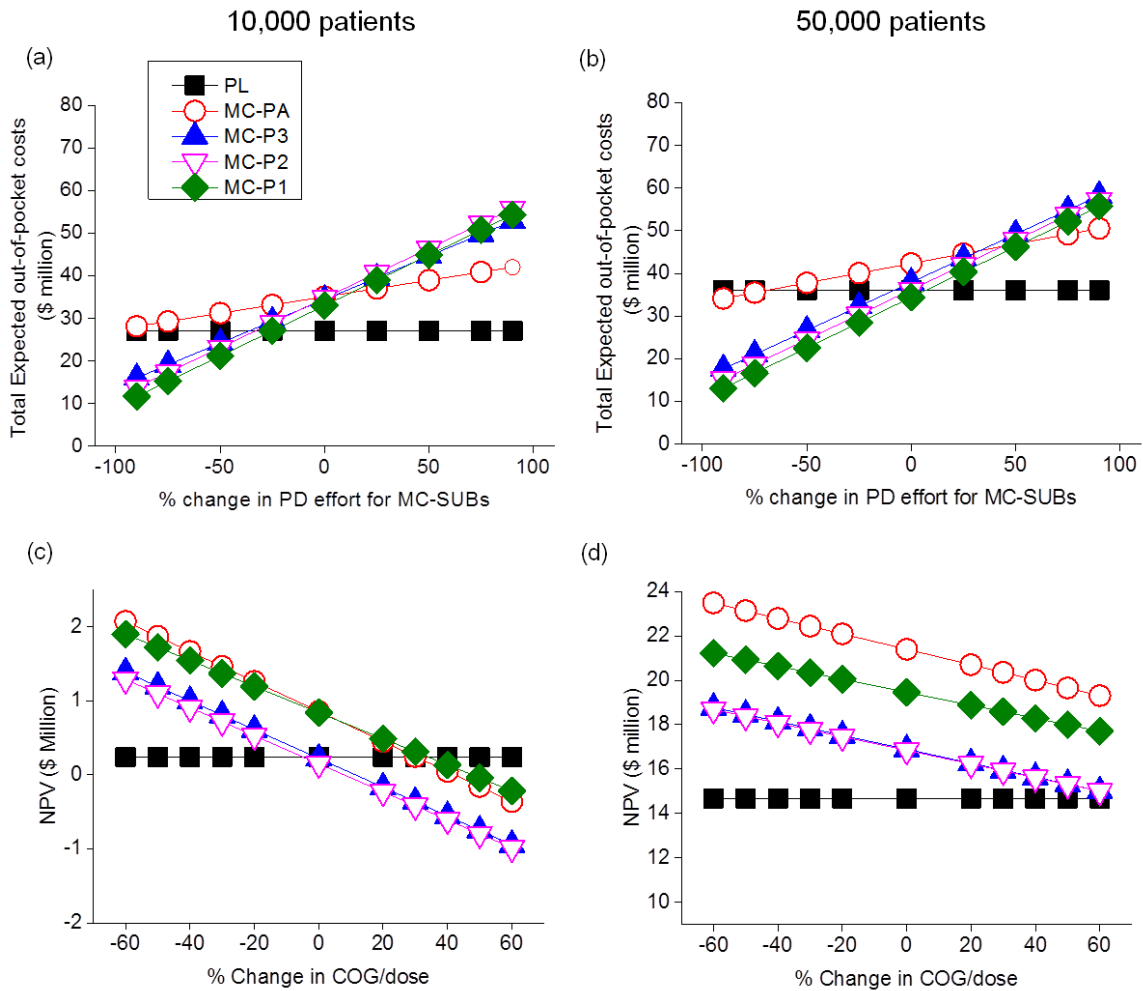 10,000 patients
50,000 patients
(a)
PL
MC-PA
MC-P3
MC-P2
MC-P1
80
70
60
50
40
30
20
10
0
-100
-50
0
50
100
Total Expected out-of-pocket costs
($ million)
% change in PD effort for MC-SUBs
(b)
80
70
60
50
40
30
20
10
0
-100
-50
0
50
100
Total Expected out-of-pocket costs
($ million)
% change in PD effort for MC-SUBs
(c)
2
1
0
-1
-2
-60
-40
-20
0
20
40
60
NPV ($ Million)
% Change in COG/dose
(d)
24
22
20
18
16
14
12
10
-60
-40
-20
0
20
40
60
NPV ($ million)
% Change in COG/dose